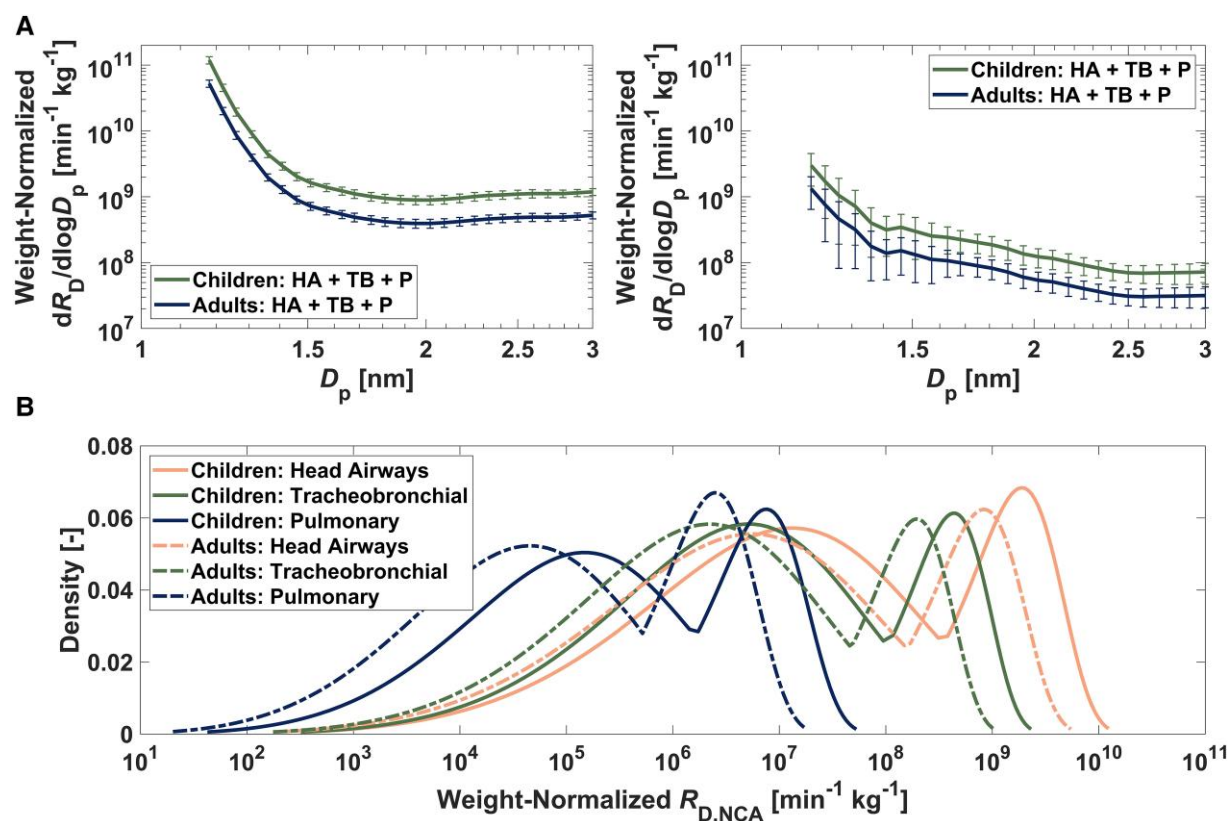 A
Weight-Normalized
dR_D/dlogD_p [min⁻¹ kg⁻¹]
10¹¹
10¹⁰
10⁹
10⁸
10⁷
Children: HA + TB + P
Adults: HA + TB + P
1 1.5 2 2.5 3
D_p [nm]
Weight-Normalized
dR_D/dlogD_p [min⁻¹ kg⁻¹]
10¹¹
10¹⁰
10⁹
10⁸
10⁷
Children: HA + TB + P
Adults: HA + TB + P
1 1.5 2 2.5 3
D_p [nm]
B
Density [-]
0.08
0.06
0.04
0.02
0
Children: Head Airways
Children: Tracheobronchial
Children: Pulmonary
Adults: Head Airways
Adults: Tracheobronchial
Adults: Pulmonary
10¹ 10² 10³ 10⁴ 10⁵ 10⁶ 10⁷ 10⁸ 10⁹ 10¹⁰ 10¹¹
Weight-Normalized R_D,NCA [min⁻¹ kg⁻¹]